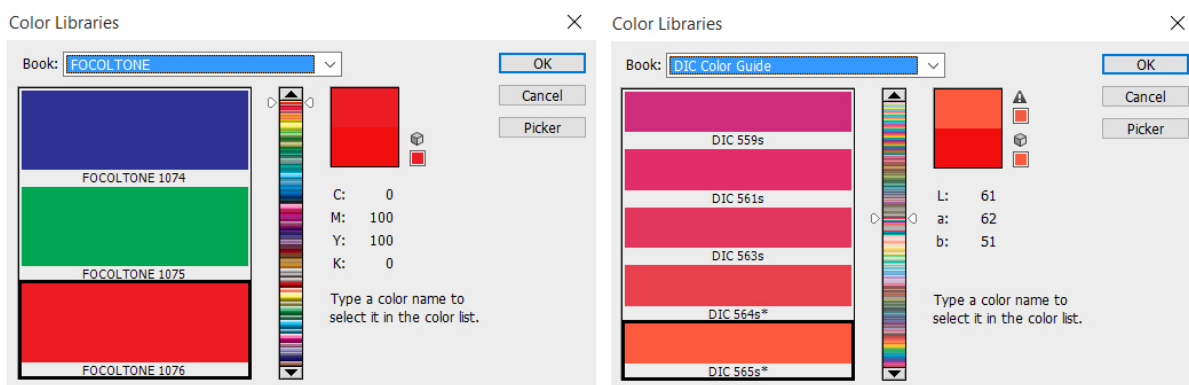 Color Libraries
Book: FOCOLTONE
OK
Cancel
Picker
FOCOLTONE 1074
FOCOLTONE 1075
FOCOLTONE 1076
C: 0
M: 100
Y: 100
K: 0
Type a color name to
select it in the color list.
Color Libraries
Book: DIC Color Guide
OK
Cancel
Picker
DIC 559s
DIC 561s
DIC 563s
DIC 564s*
DIC 565s*
L: 61
a: 62
b: 51
Type a color name to
select it in the color list.